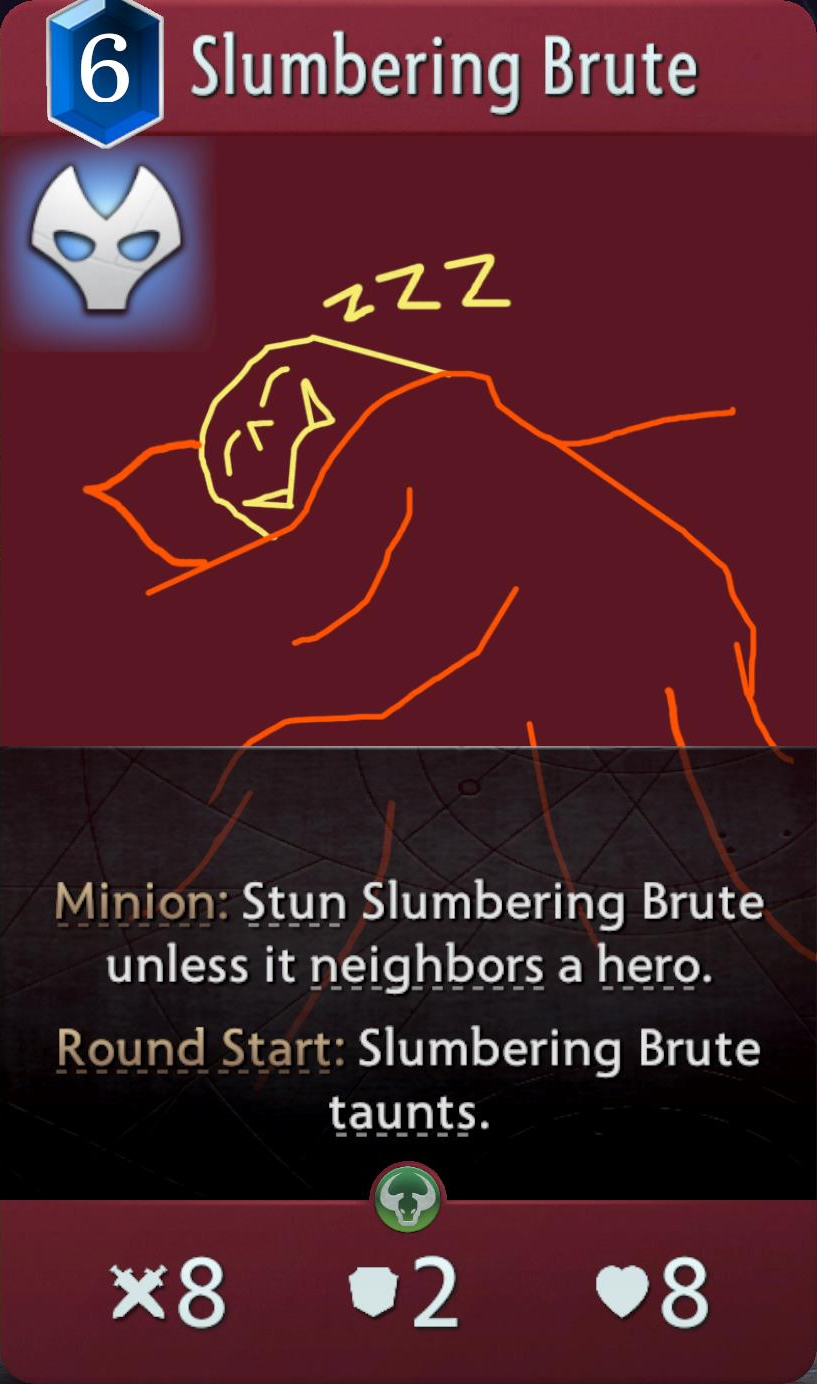 6 Slumbering Brute
zzz
Minion: Stun Slumbering Brute
unless it neighbors a hero.
Round Start: Slumbering Brute
taunts.
8 2 8